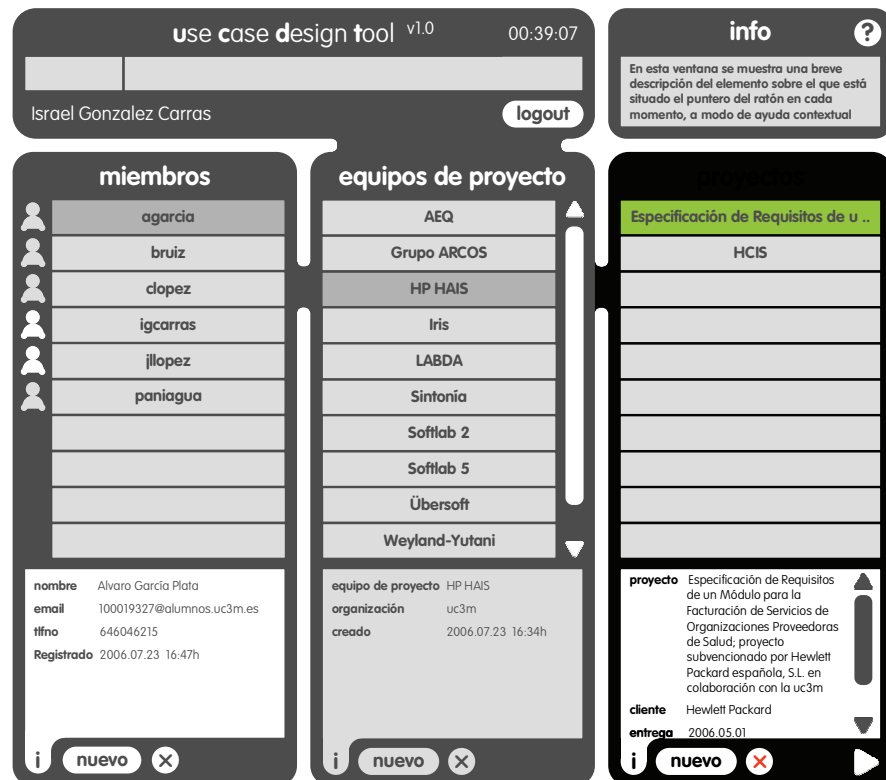 use case design tool v1.0
00:39:07
Israel Gonzalez Carras
logout
info
?
En esta ventana se muestra una breve
descripción del elemento sobre el que está
situado el puntero del ratón en cada
momento, a modo de ayuda contextual
miembros
agarcia
bruiz
clopez
igcarras
jllopez
paniagua
nombre Alvaro García Plata
email 100019327@alumnos.uc3m.es
tlfno 646046215
Registrado 2006.07.23 16:47h
i nuevo
equipos de proyecto
AEQ
Grupo ARCOS
HP HAIS
Iris
LABDA
Sintonía
Softlab 2
Softlab 5
Übersoft
Weyland-Yutani
equipo de proyecto HP HAIS
organización uc3m
creado 2006.07.23 16:34h
i nuevo
proyectos
Especificación de Requisitos de u ..
HCIS
proyecto Especificación de Requisitos
de un Módulo para la
Facturación de Servicios de
Organizaciones Proveedoras
de Salud; proyecto
subvencionado por Hewlett
Packard española, S.L. en
colaboración con la uc3m
cliente Hewlett Packard
entrega 2006.05.01
i nuevo